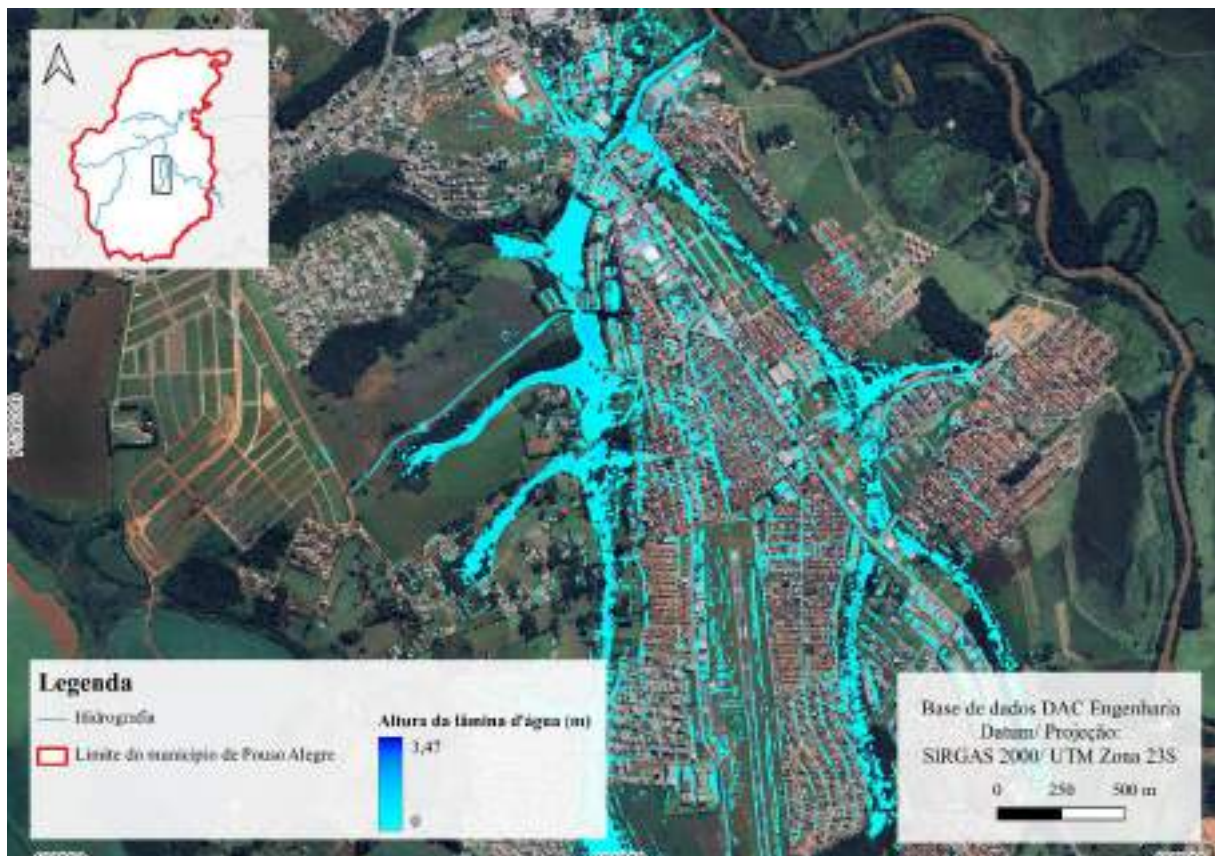 Legenda
Hidrografia
Limite do município de Pouso Alegre
Altura da lâmina d'água (m)
3,47
0
Base de dados DAC Engenharia
Datum/ Projeção:
SIRGAS 2000/ UTM Zona 23S
0 250 500 m